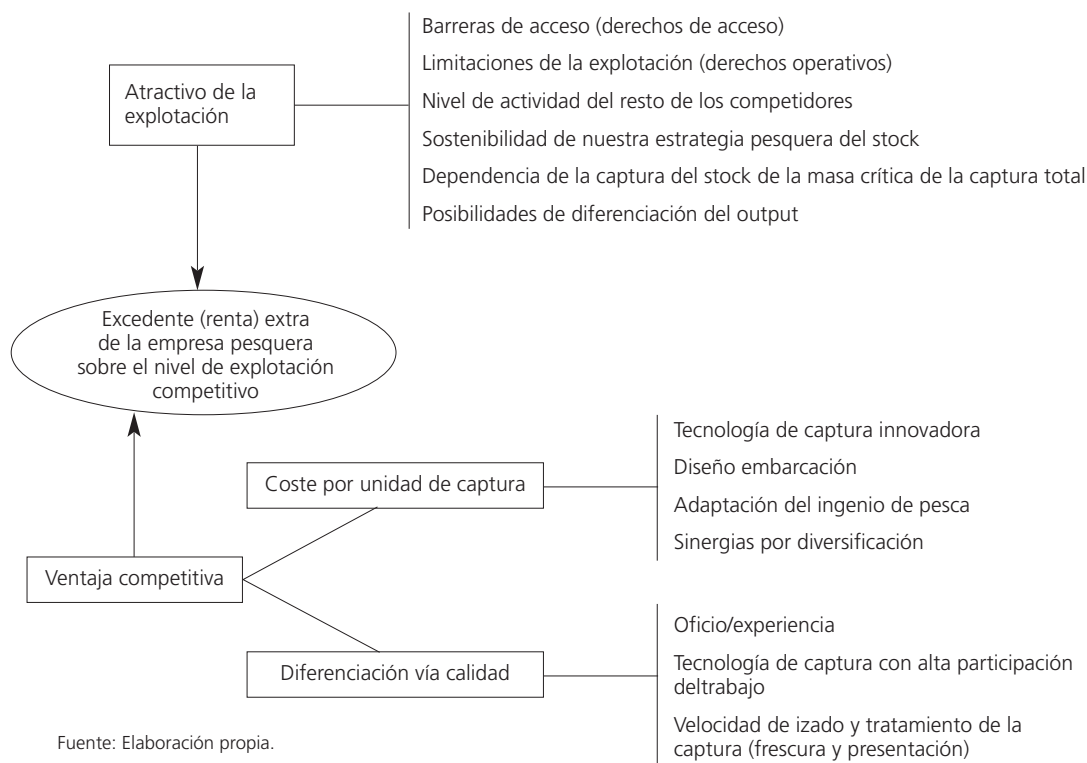 Barreras de acceso (derechos de acceso)
Limitaciones de la explotación (derechos operativos)
Atractivo de la
explotación
Nivel de actividad del resto de los competidores
Sostenibilidad de nuestra estrategia pesquera del stock
Dependencia de la captura del stock de la masa crítica de la captura total
Posibilidades de diferenciación del output
Excedente (renta) extra
de la empresa pesquera
sobre el nivel de explotación
competitivo
Tecnología de captura innovadora
Coste por unidad de captura
Diseño embarcación
Adaptación del ingenio de pesca
Sinergias por diversificación
Ventaja competitiva
Oficio/experiencia
Diferenciación vía calidad
Tecnología de captura con alta participación
deltrabajo
Velocidad de izado y tratamiento de la
captura (frescura y presentación)
Fuente: Elaboración propia.